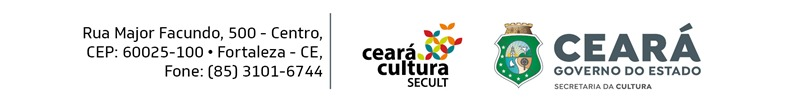 Rua Major Facundo, 500 - Centro,
CEP: 60025-100 • Fortaleza - CE,
Fone: (85) 3101-6744
ceará
cultura
SECULT
CEARÁ
GOVERNO DO ESTADO
SECRETARIA DA CULTURA